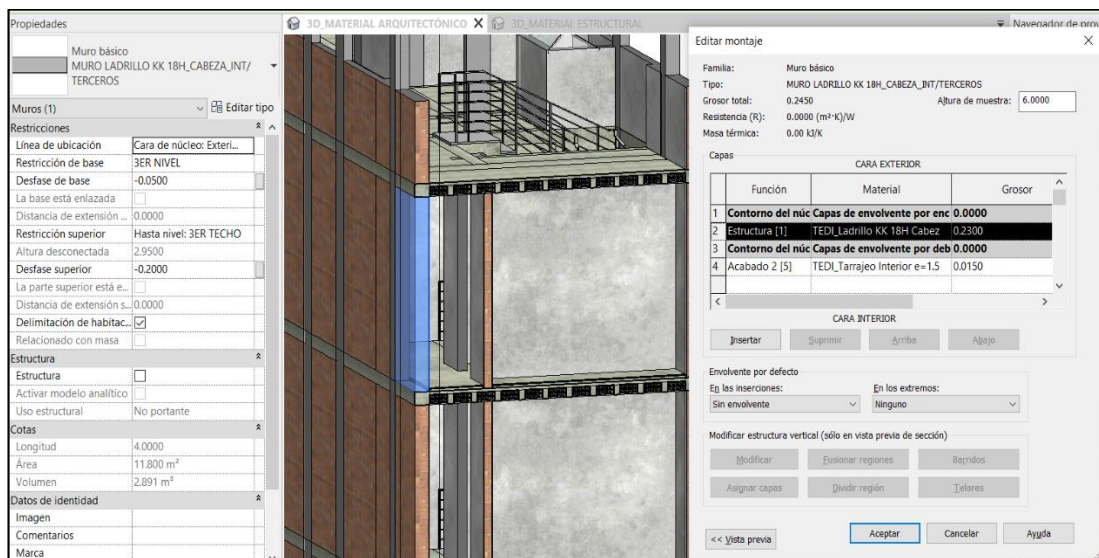 Propiedades
Muro básico
MURO LADRILLO KK 18H_CABEZA_INT/
TERCEROS
Muros (1)
Editar tipo
Restricciones
Línea de ubicación Cara de núcleo: Exteri...
Restricción de base 3ER NIVEL
Desfase de base -0.0500
La base está enlazada
Distancia de extensión ... 0.0000
Restricción superior Hasta nivel: 3ER TECHO
Altura desconectada 2.9500
Desfase superior -0.2000
La parte superior está e...
Distancia de extensión s... 0.0000
Delimitación de habitac...
Relacionado con masa
Estructura
Estructura
Activar modelo analítico
Uso estructural No portante
Cotas
Longitud 4.0000
Área 11.800 m²
Volumen 2.891 m³
Datos de identidad
Imagen
Comentarios
Marca
3D_MATERIAL ARQUITECTÓNICO
3D_MATERIAL ESTRUCTURAL
Navegador de proy
Editar montaje
Familia: Muro básico
Tipo: MURO LADRILLO KK 18H_CABEZA_INT/TERCEROS
Grosor total: 0.2450 Altura de muestra: 6.0000
Resistencia (R): 0.0000 (m²·K)/W
Masa térmica: 0.00 kJ/K
Capas
CARA EXTERIOR
Función Material Grosor
1 Contorno del núc Capas de envolvente por enc 0.0000
2 Estructura [1] TEDI_Ladrillo KK 18H Cabez 0.2300
3 Contorno del núc Capas de envolvente por deb 0.0000
4 Acabado 2 [5] TEDI_Tarrajeo Interior e=1.5 0.0150
CARA INTERIOR
Insertar Suprimir Arriba Abajo
Envolvente por defecto
En las inserciones: En los extremos:
Sin envolvente Ninguno
Modificar estructura vertical (sólo en vista previa de sección)
Modificar Fusionar regiones Barridos
Asignar capas Dividir región Telares
<< Vista previa Aceptar Cancelar Ayuda